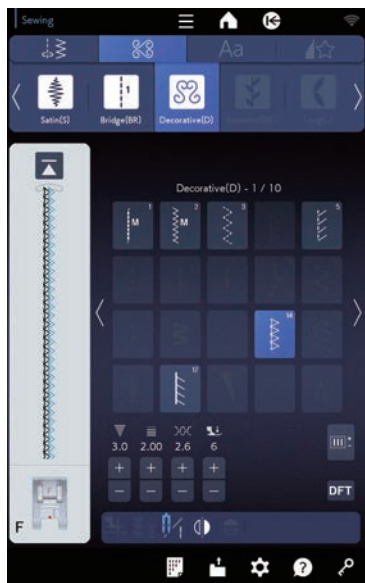 Sewing
Aa
Satin(S) Bridge(BR) Decorative(D)
Decorative(D) - 1 / 10
1 M 2 M 3 5
14
17
3.0 2.00 2.6 6
+ + + +
− − − −
DFT
F